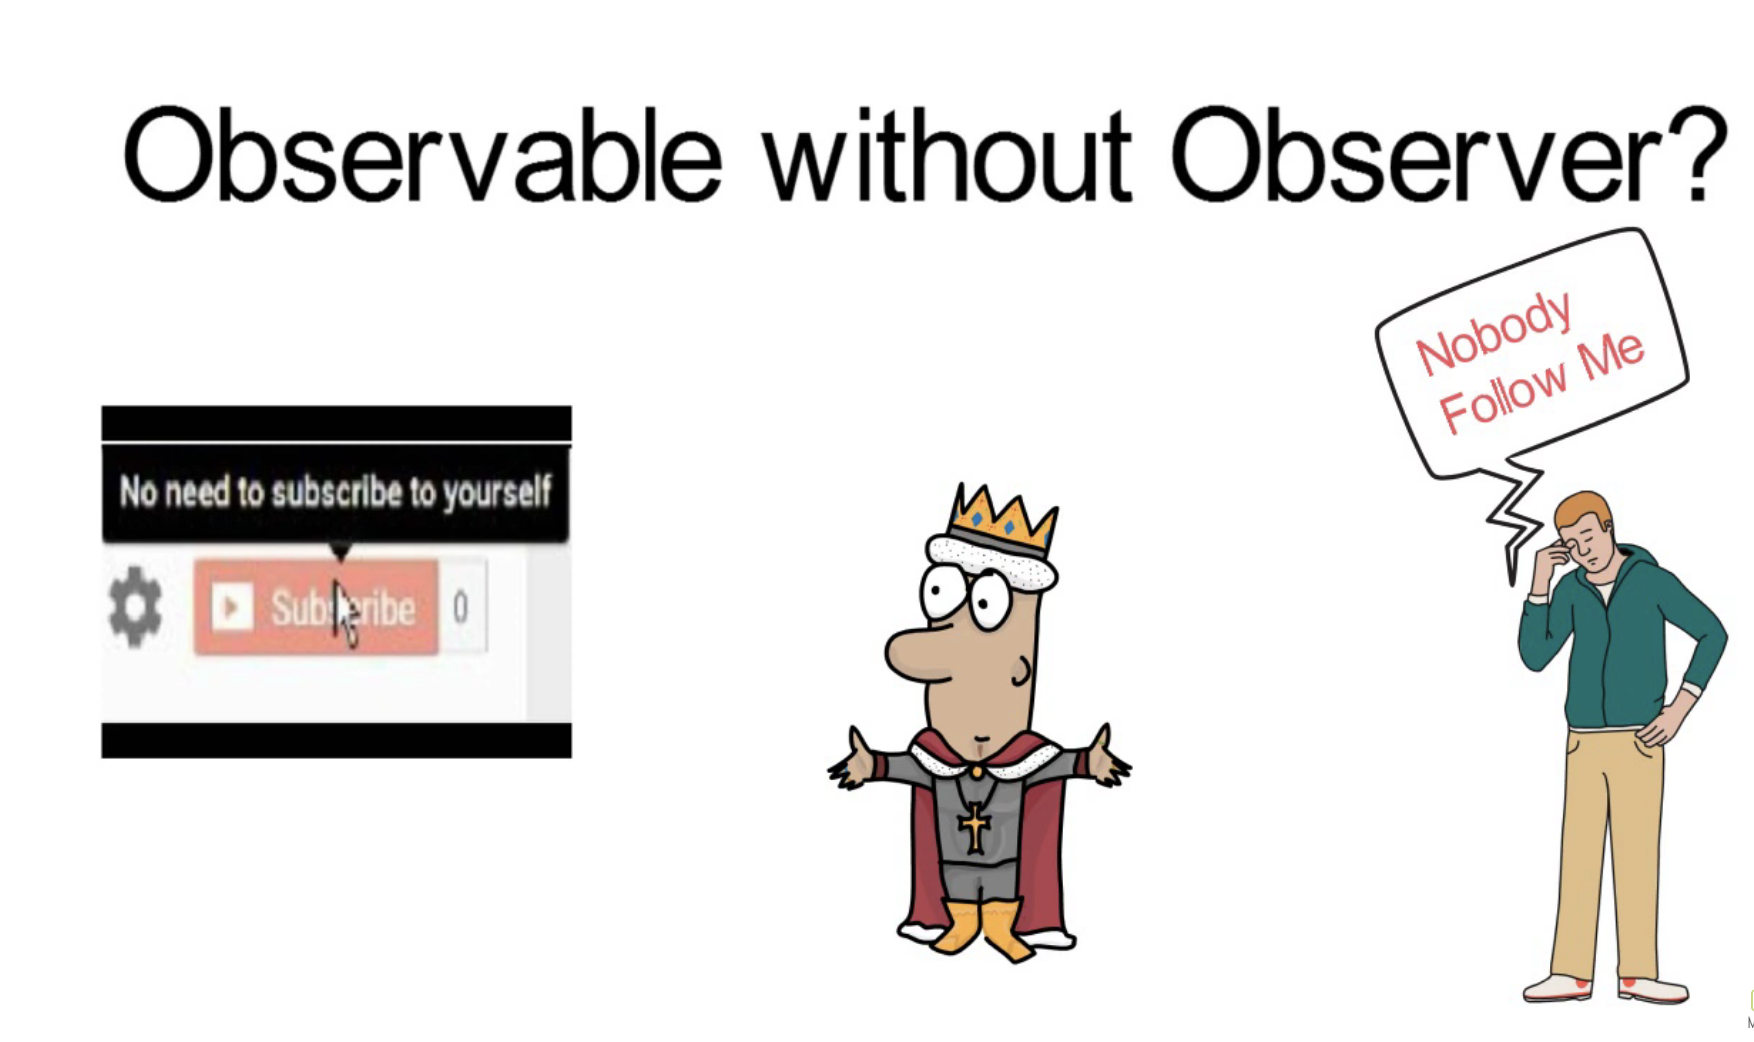 Observable without Observer?
Nobody
Follow Me
No need to subscribe to yourself
Subscribe 0